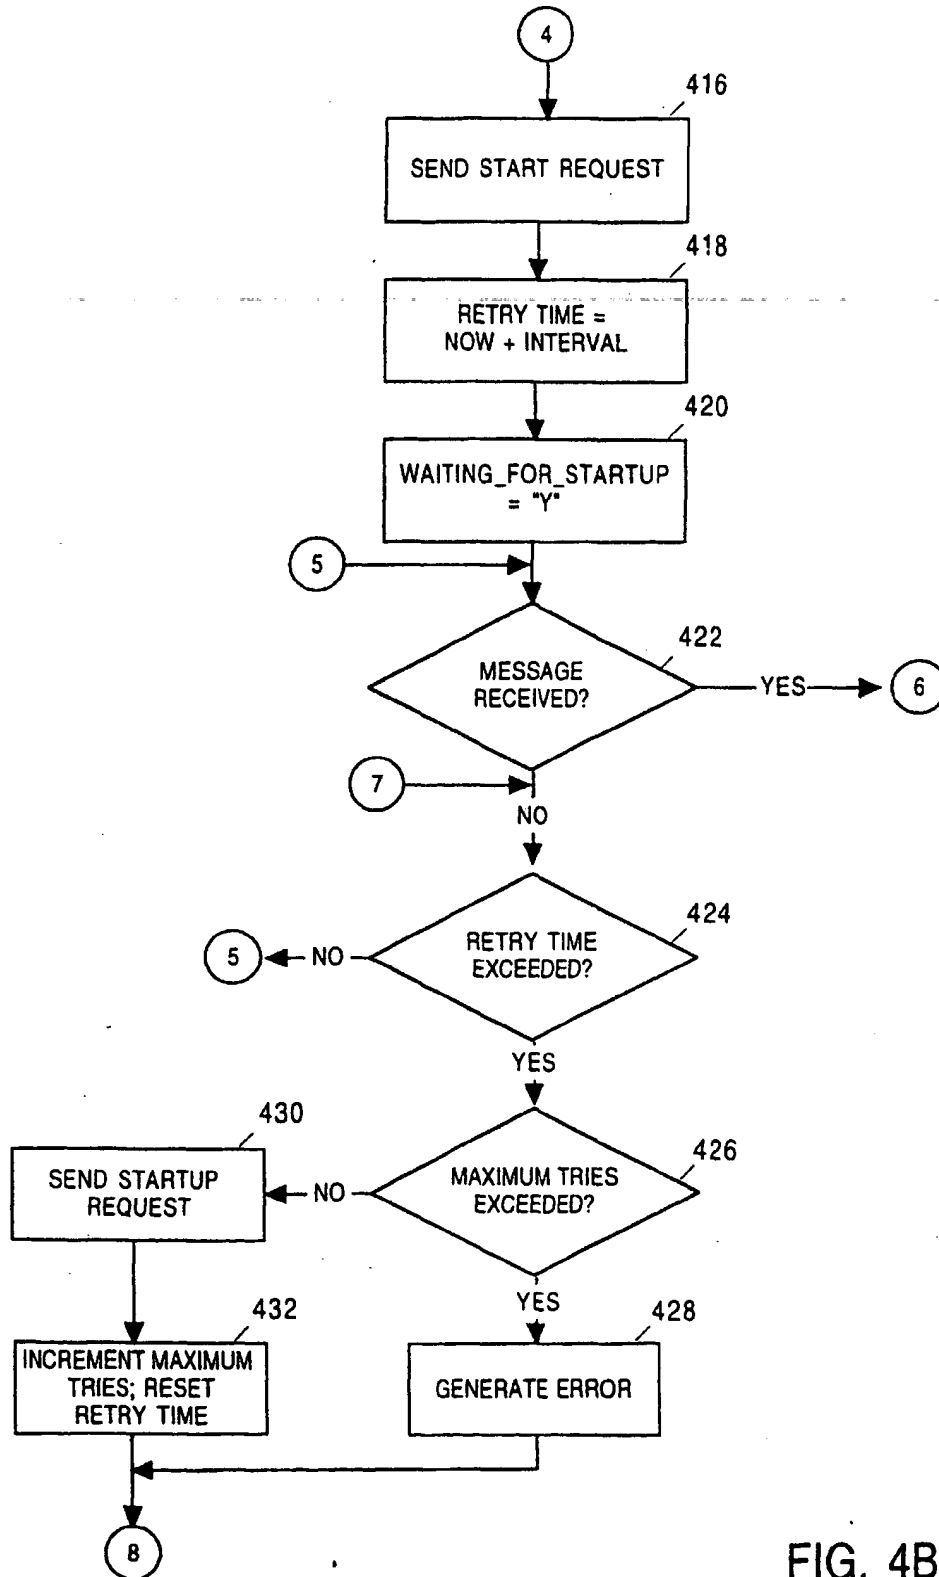 4
416
SEND START REQUEST
418
RETRY TIME =
NOW + INTERVAL
420
WAITING_FOR_STARTUP
= "Y"
5
422
MESSAGE
RECEIVED?
YES
6
7
NO
424
RETRY TIME
EXCEEDED?
NO
5
YES
426
MAXIMUM TRIES
EXCEEDED?
NO
430
SEND STARTUP
REQUEST
YES
432
INCREMENT MAXIMUM
TRIES; RESET
RETRY TIME
428
GENERATE ERROR
8
FIG. 4B